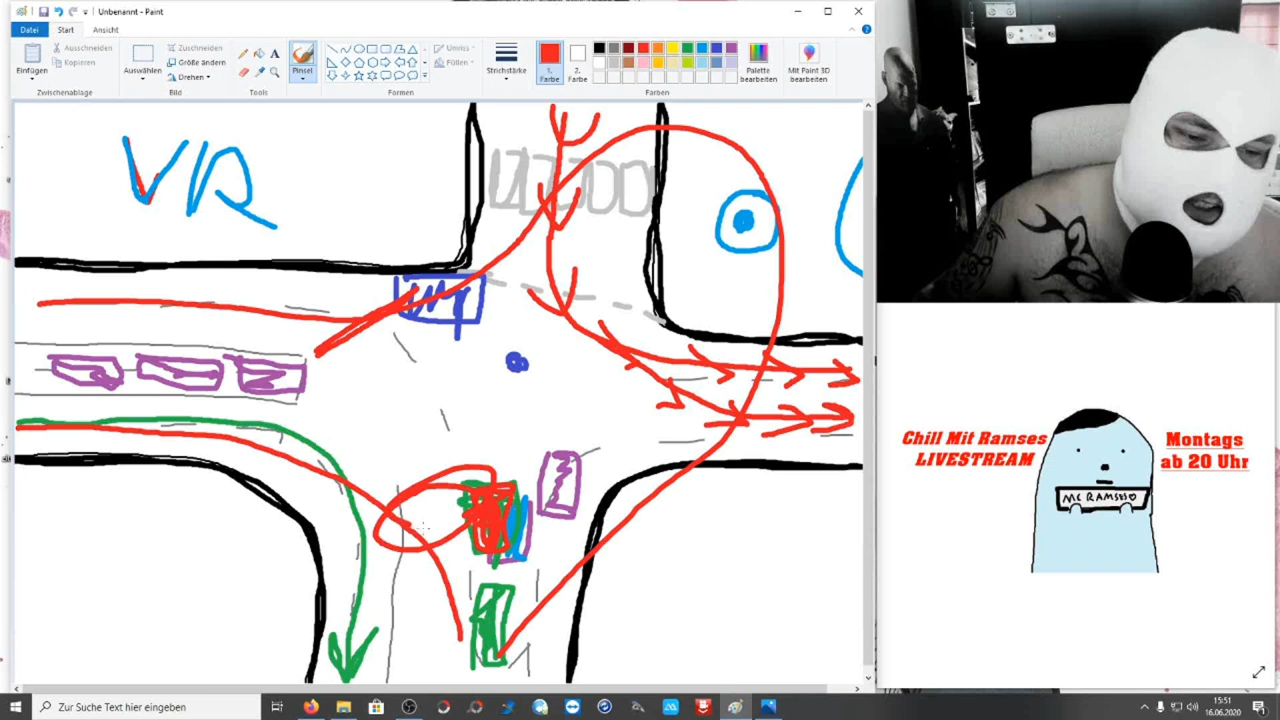 Unbenannt - Paint
Datei Start Ansicht
Einfügen
Ausschneiden
Kopieren
Zwischenablage
Auswählen
Zuschneiden
Größe ändern
Drehen
Bild
Tools
Pinsel
Formen
Umriss
Füllen
Strichstärke
1.
Farbe
2.
Farbe
Farben
Palette
bearbeiten
Mit Paint 3D
bearbeiten
VR
Chill Mit Ramses
LIVESTREAM
Montags
ab 20 Uhr
MC RAMSES
Zur Suche Text hier eingeben
15:51
16.06.2020